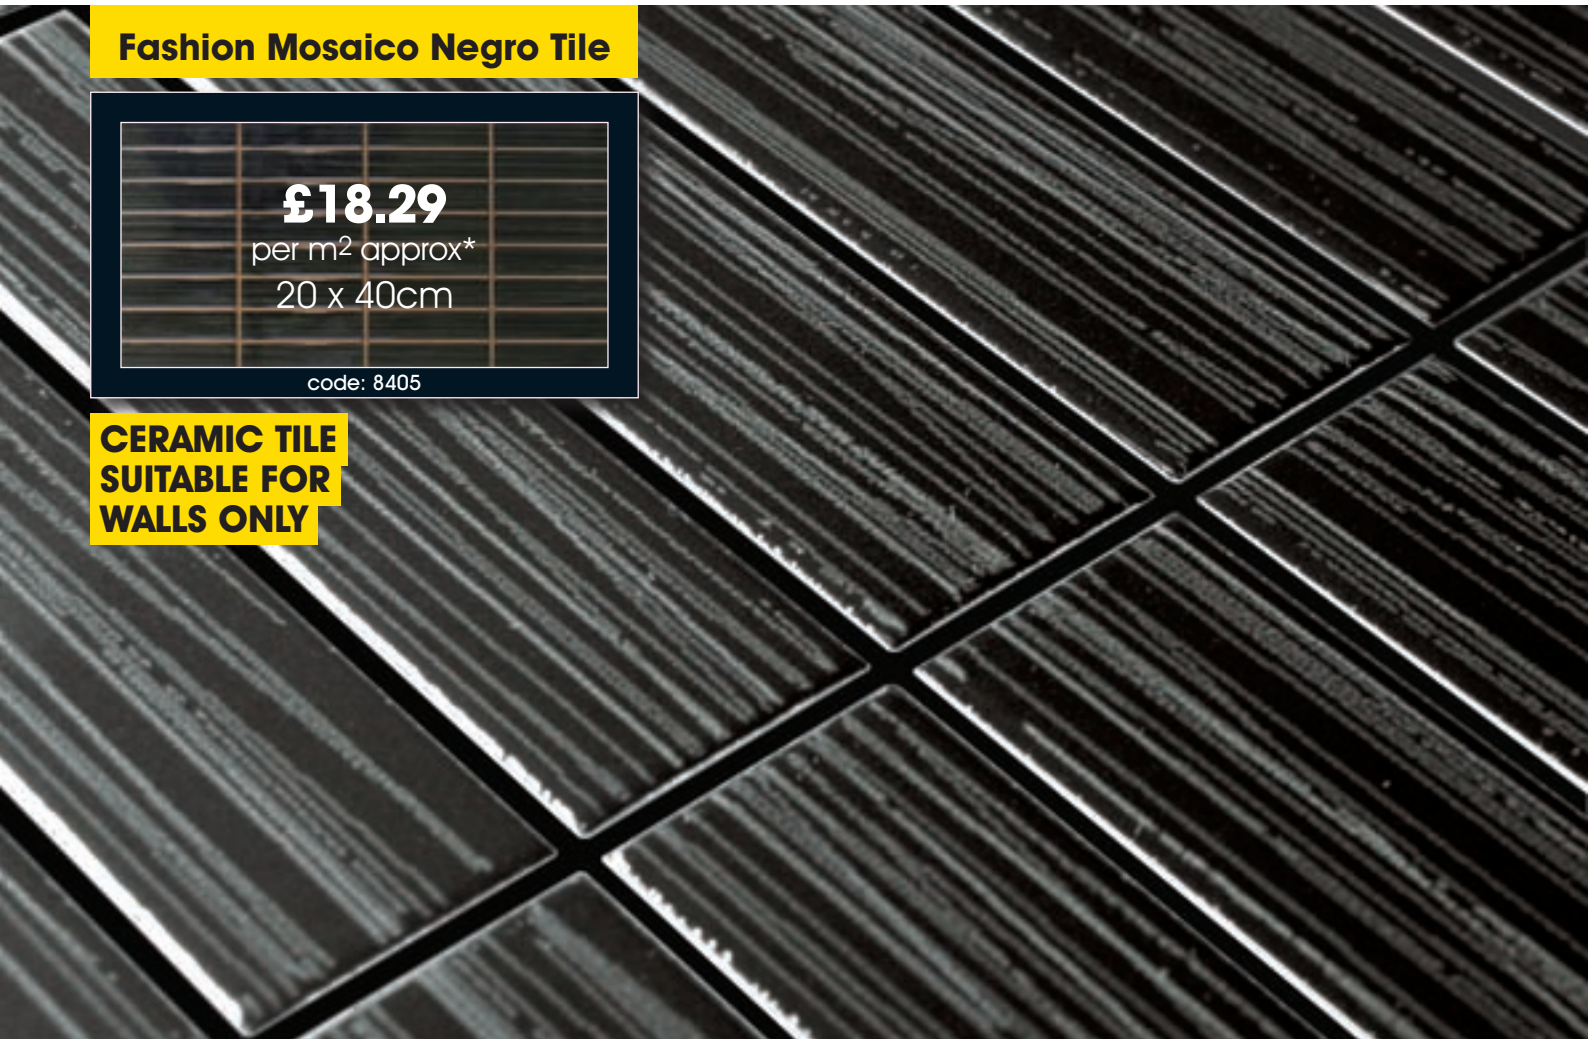 Fashion Mosaico Negro Tile
£18.29
per m2 approx*
20 x 40cm
code: 8405
CERAMIC TILE
SUITABLE FOR
WALLS ONLY